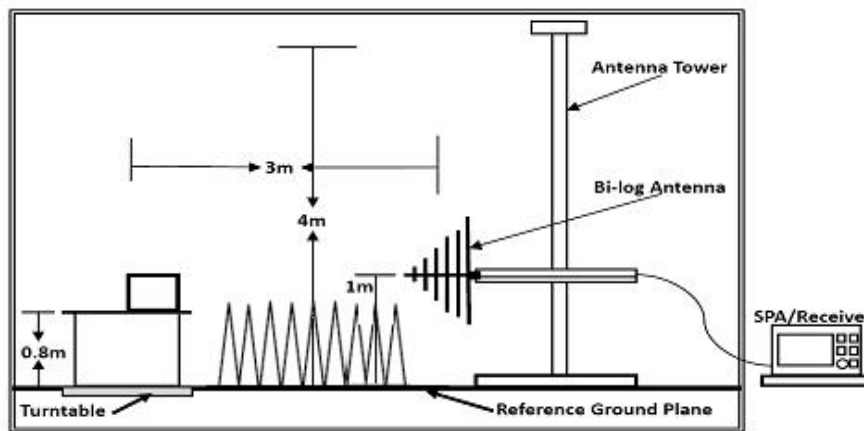 Antenna Tower
3m
Bi-log Antenna
4m
1m
SPA/Receive
0.8m
Turntable
Reference Ground Plane